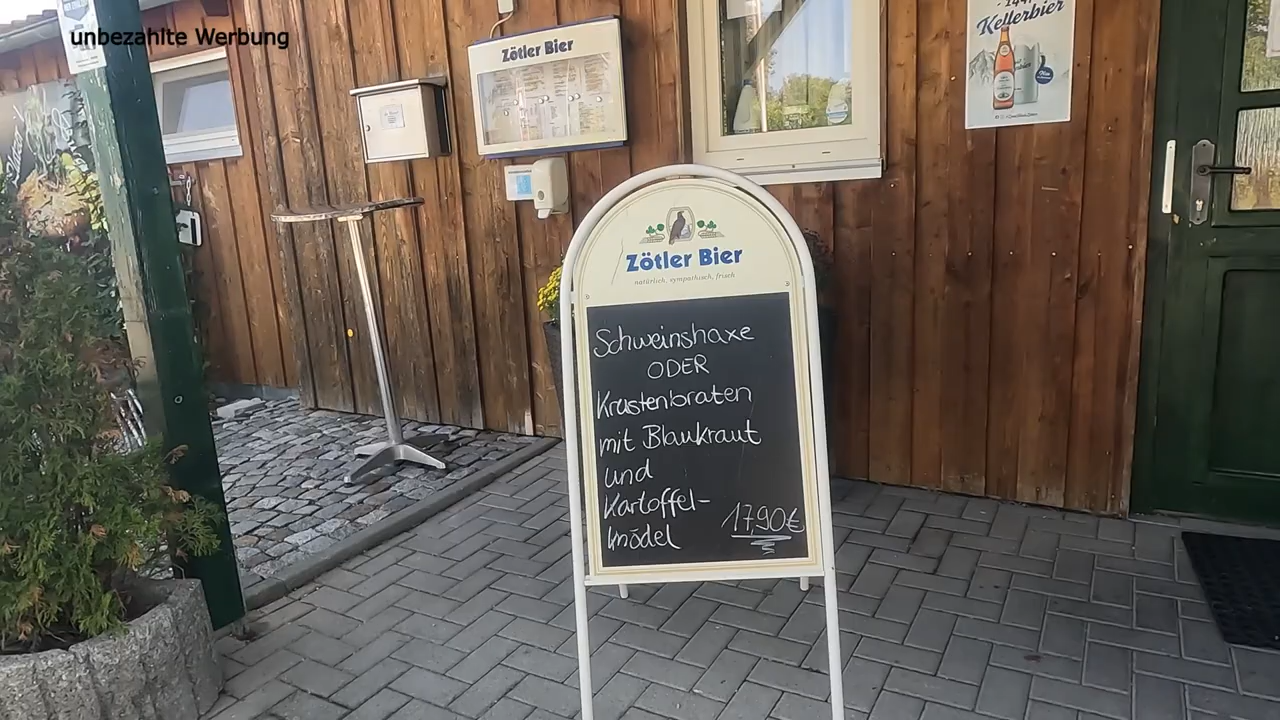 unbezahlte Werbung
Zötler Bier
Kellerbier
Zötler Bier
natürlich, sympathisch, frisch
Schweinshaxe
ODER
Krustenbraten
mit Blaukraut
und
Kartoffel-
knödel
17,90€